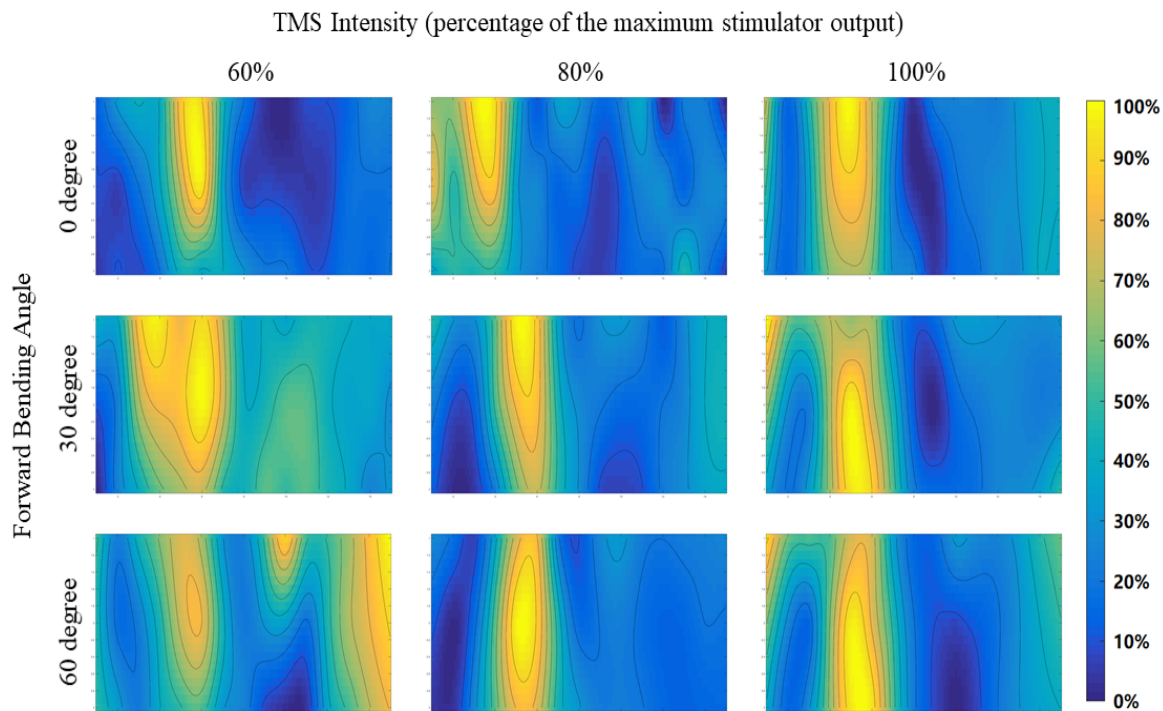 TMS Intensity (percentage of the maximum stimulator output)
60%
80%
100%
Forward Bending Angle
0 degree
30 degree
60 degree
100%
90%
80%
70%
60%
50%
40%
30%
20%
10%
0%